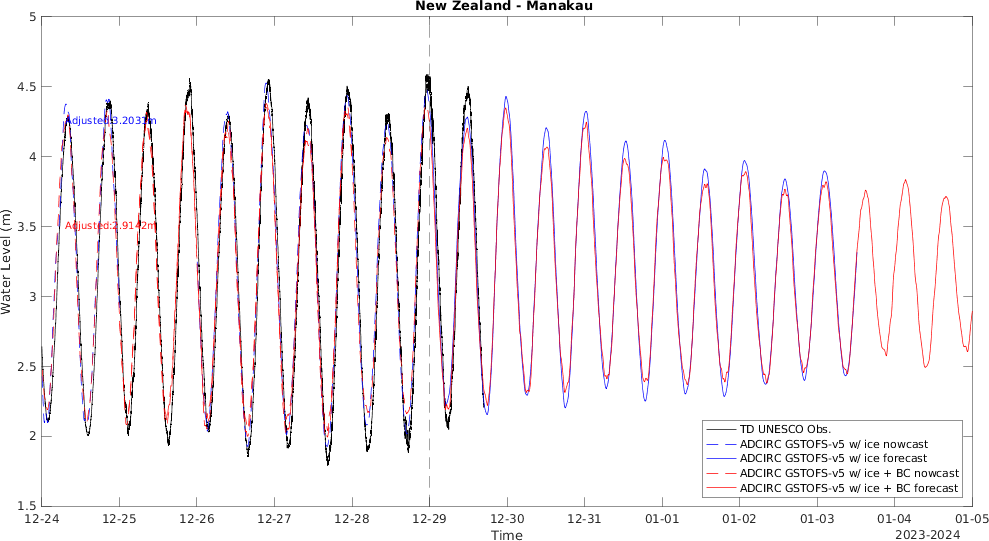 New Zealand - Manakau
5
4.5
4
3.5
3
2.5
2
1.5
Water Level (m)
Adjusted:3.2031m
Adjusted:2.9142m
TD UNESCO Obs.
ADCIRC GSTOFS-v5 w/ ice nowcast
ADCIRC GSTOFS-v5 w/ ice forecast
ADCIRC GSTOFS-v5 w/ ice + BC nowcast
ADCIRC GSTOFS-v5 w/ ice + BC forecast
12-24 12-25 12-26 12-27 12-28 12-29 12-30 12-31 01-01 01-02 01-03 01-04 01-05
Time
2023-2024